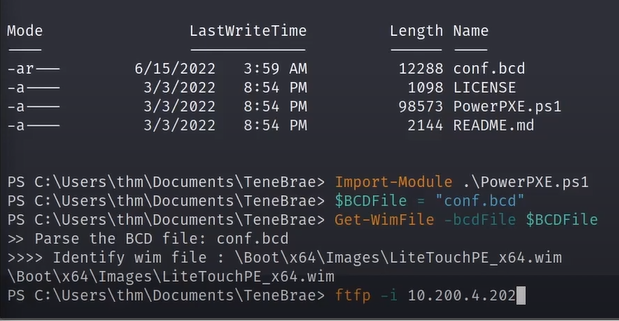 Mode LastWriteTime Length Name
---- ------------- ------ ----
-ar--- 6/15/2022 3:59 AM 12288 conf.bcd
-a---- 3/3/2022 8:54 PM 1098 LICENSE
-a---- 3/3/2022 8:54 PM 98573 PowerPXE.ps1
-a---- 3/3/2022 8:54 PM 2144 README.md
PS C:\Users\thm\Documents\TeneBrae> Import-Module .\PowerPXE.ps1
PS C:\Users\thm\Documents\TeneBrae> $BCDFile = "conf.bcd"
PS C:\Users\thm\Documents\TeneBrae> Get-WimFile -bcdFile $BCDFile
>> Parse the BCD file: conf.bcd
>>>> Identify wim file : \Boot\x64\Images\LiteTouchPE_x64.wim
\Boot\x64\Images\LiteTouchPE_x64.wim
PS C:\Users\thm\Documents\TeneBrae> ftfp -i 10.200.4.202